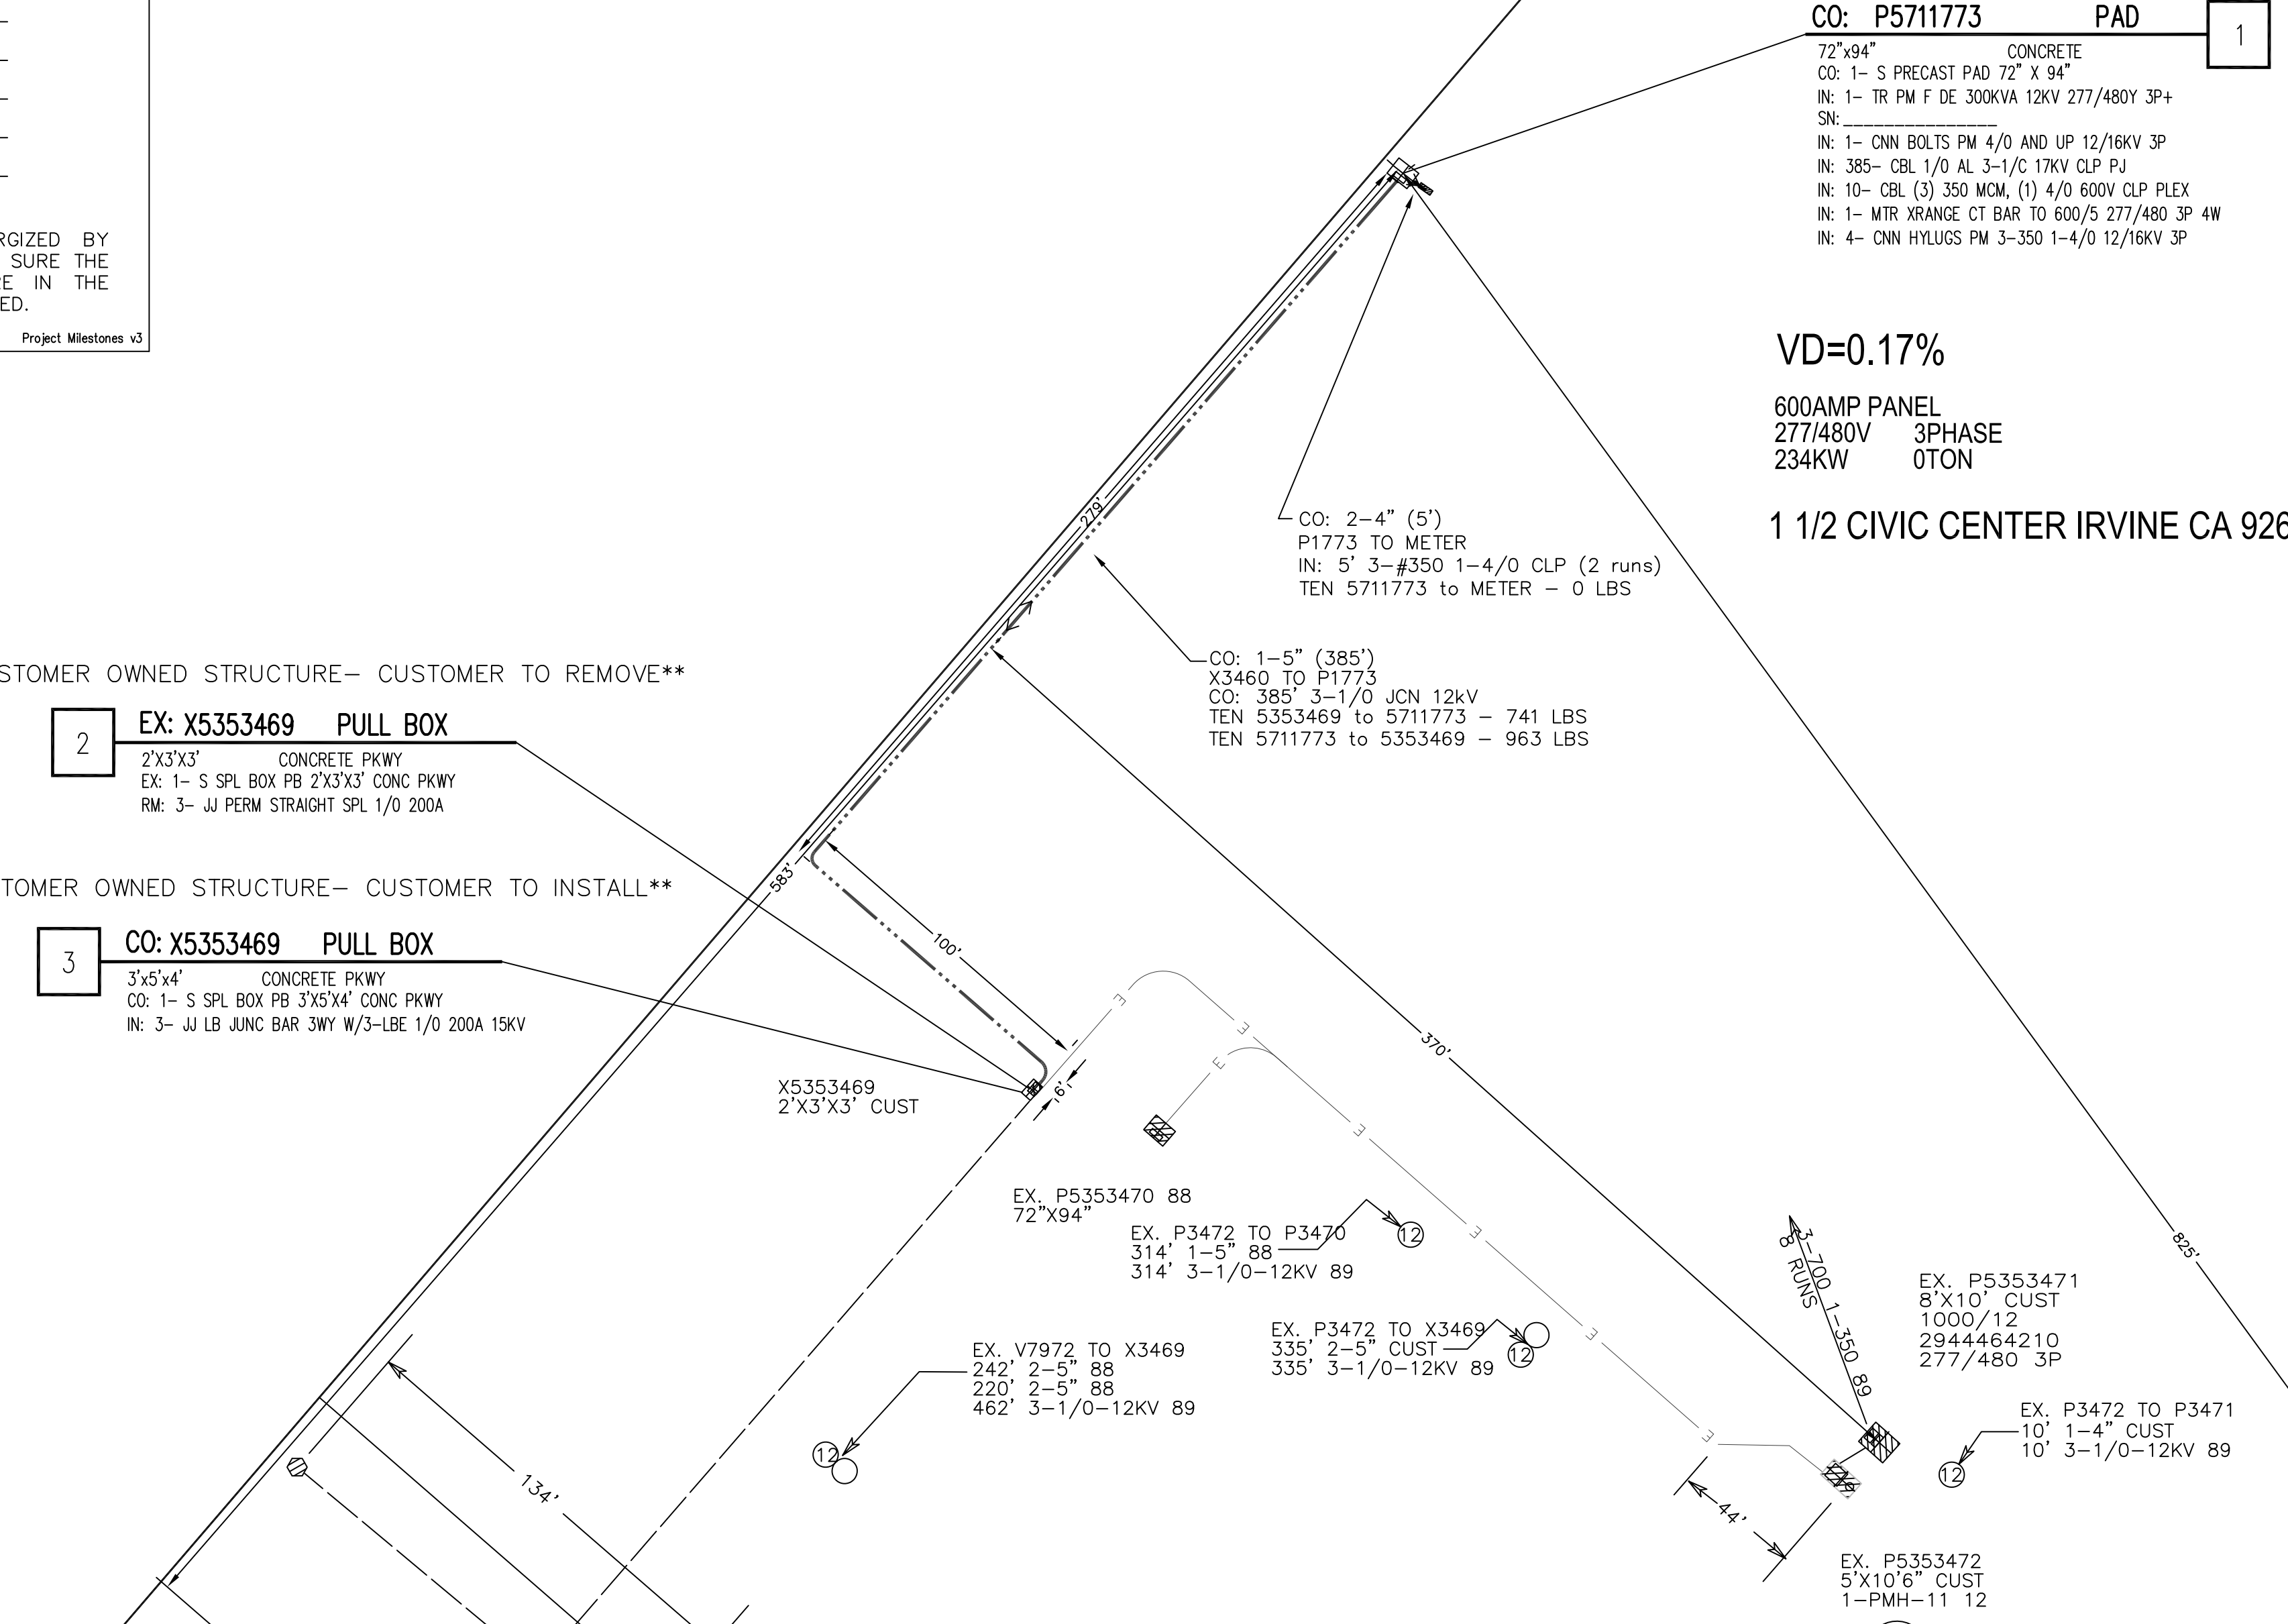 RGIZED BY
SURE THE
RE IN THE
ED.
Project Milestones v3
CO: P5711773 PAD
1
72"x94" CONCRETE
CO: 1- S PRECAST PAD 72" X 94"
IN: 1- TR PM F DE 300KVA 12KV 277/480Y 3P+
SN:_______________
IN: 1- CNN BOLTS PM 4/0 AND UP 12/16KV 3P
IN: 385- CBL 1/0 AL 3-1/C 17KV CLP PJ
IN: 10- CBL (3) 350 MCM, (1) 4/0 600V CLP PLEX
IN: 1- MTR XRANGE CT BAR TO 600/5 277/480 3P 4W
IN: 4- CNN HYLUGS PM 3-350 1-4/0 12/16KV 3P
VD=0.17%
600AMP PANEL
277/480V 3PHASE
234KW 0TON
1 1/2 CIVIC CENTER IRVINE CA 926
279'
CO: 2-4" (5')
P1773 TO METER
IN: 5' 3-#350 1-4/0 CLP (2 runs)
TEN 5711773 to METER - 0 LBS
CO: 1-5" (385')
X3460 TO P1773
CO: 385' 3-1/0 JCN 12kV
TEN 5353469 to 5711773 - 741 LBS
TEN 5711773 to 5353469 - 963 LBS
STOMER OWNED STRUCTURE- CUSTOMER TO REMOVE**
2
EX: X5353469 PULL BOX
2'X3'X3' CONCRETE PKWY
EX: 1- S SPL BOX PB 2'X3'X3' CONC PKWY
RM: 3- JJ PERM STRAIGHT SPL 1/0 200A
583'
TOMER OWNED STRUCTURE- CUSTOMER TO INSTALL**
3
CO: X5353469 PULL BOX
3'x5'x4' CONCRETE PKWY
CO: 1- S SPL BOX PB 3'X5'X4' CONC PKWY
IN: 3- JJ LB JUNC BAR 3WY W/3-LBE 1/0 200A 15KV
100'
E
E
E
E
E
E
E
370'
6'
X5353469
2'X3'X3' CUST
EX. P5353470 88
72"X94"
EX. P3472 TO P3470
314' 1-5" 88
314' 3-1/0-12KV 89
12
EX. P3472 TO X3469
335' 2-5" CUST
335' 3-1/0-12KV 89
12
EX. V7972 TO X3469
242' 2-5" 88
220' 2-5" 88
462' 3-1/0-12KV 89
12
3-700 1-350 89
8 RUNS
825'
EX. P5353471
8'X10' CUST
1000/12
2944464210
277/480 3P
EX. P3472 TO P3471
10' 1-4" CUST
10' 3-1/0-12KV 89
12
134'
44'
EX. P5353472
5'X10'6" CUST
1-PMH-11 12